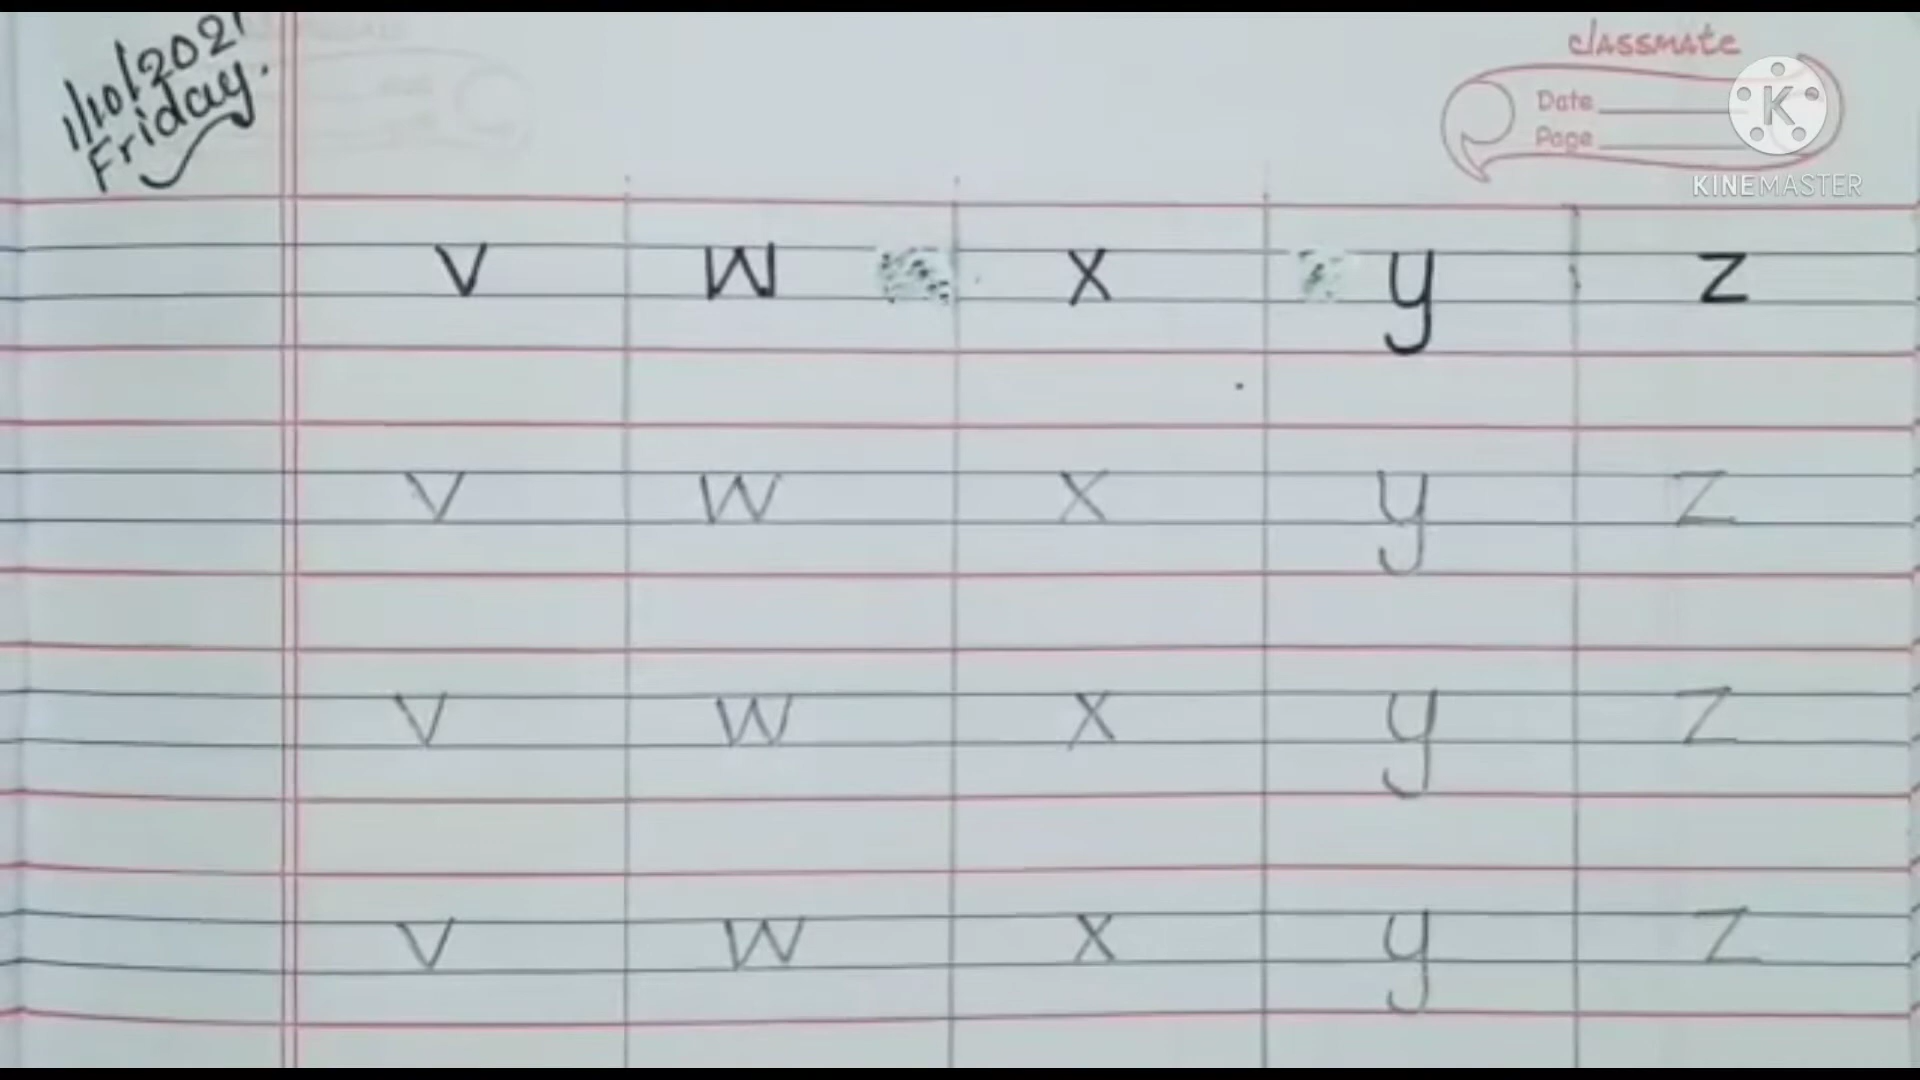 1/10/2021
Friday.
classmate
Date
Page
KINEMASTER
v w x y z
v w x y z
v w x y z
v w x y z